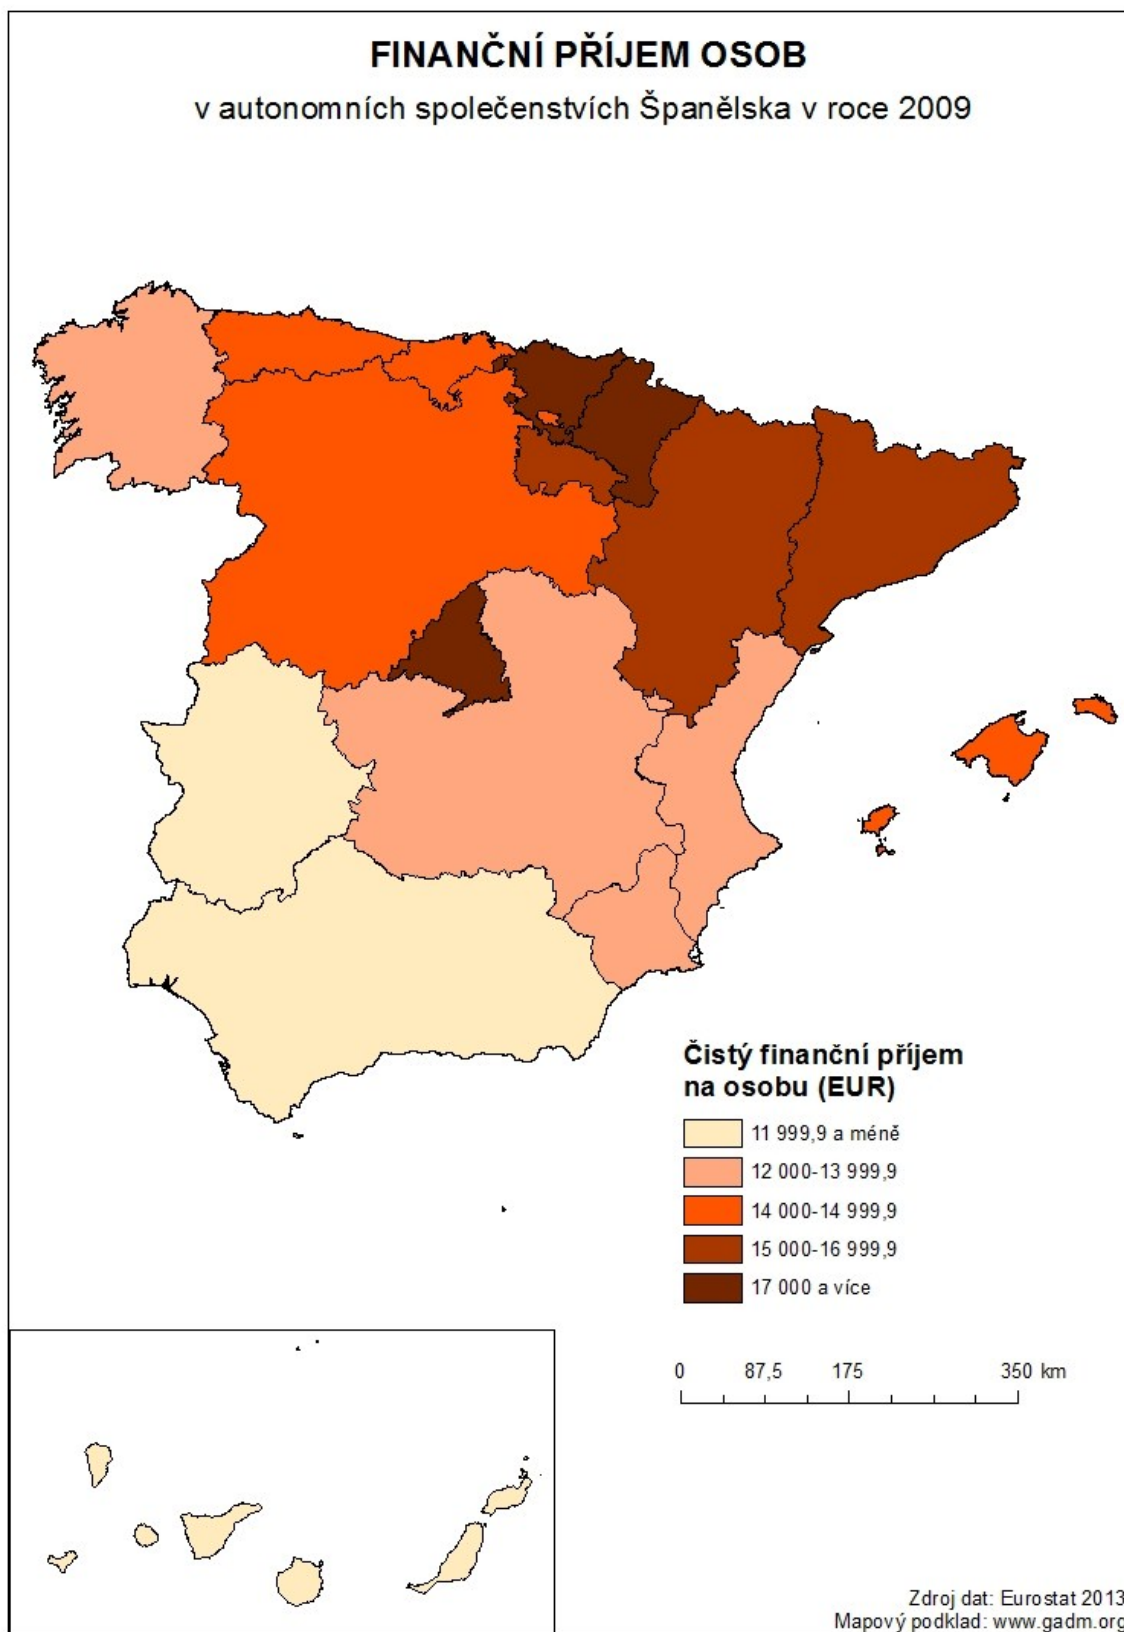 FINANČNÍ PŘÍJEM OSOB
v autonomních společenstvích Španělska v roce 2009
Čistý finanční příjem
na osobu (EUR)
11 999,9 a méně
12 000-13 999,9
14 000-14 999,9
15 000-16 999,9
17 000 a více
0 87,5 175 350 km
Zdroj dat: Eurostat 2013
Mapový podklad: www.gadm.org